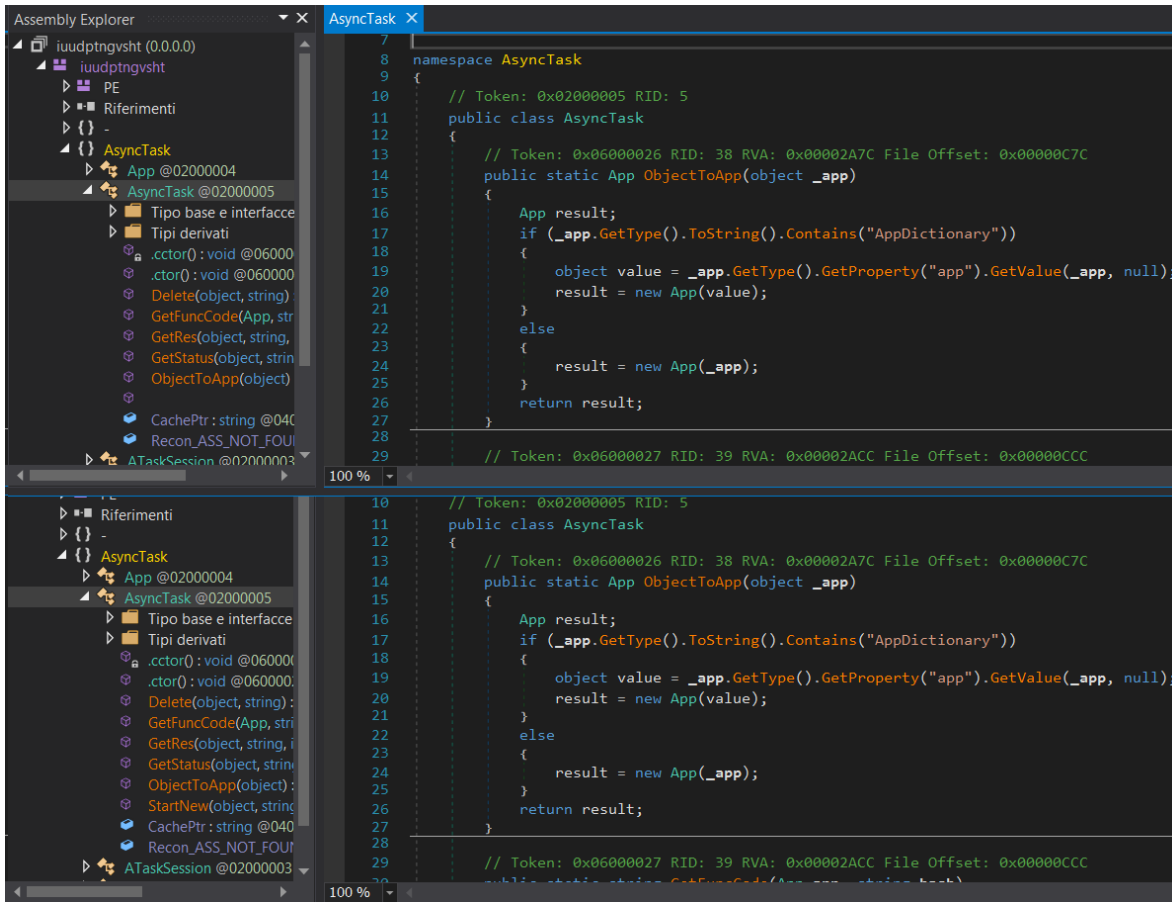 Assembly Explorer
iuudptngvsht (0.0.0.0)
iuudptngvsht
PE
Riferimenti
{} -
{} AsyncTask
App @02000004
AsyncTask @02000005
Tipo base e interfacce
Tipi derivati
.cctor() : void @06000
.ctor() : void @060000
Delete(object, string)
GetFuncCode(App, str
GetRes(object, string,
GetStatus(object, strin
ObjectToApp(object)
CachePtr : string @040
Recon_ASS_NOT_FOU
ATaskSession @02000003
AsyncTask
7
8 namespace AsyncTask
9 {
10 // Token: 0x02000005 RID: 5
11 public class AsyncTask
12 {
13 // Token: 0x06000026 RID: 38 RVA: 0x00002A7C File Offset: 0x00000C7C
14 public static App ObjectToApp(object _app)
15 {
16 App result;
17 if (_app.GetType().ToString().Contains("AppDictionary"))
18 {
19 object value = _app.GetType().GetProperty("app").GetValue(_app, null);
20 result = new App(value);
21 }
22 else
23 {
24 result = new App(_app);
25 }
26 return result;
27 }
28
29 // Token: 0x06000027 RID: 39 RVA: 0x00002ACC File Offset: 0x00000CCC
100 %
Riferimenti
{} -
{} AsyncTask
App @02000004
AsyncTask @02000005
Tipo base e interfacce
Tipi derivati
.cctor() : void @06000
.ctor() : void @060000
Delete(object, string) :
GetFuncCode(App, stri
GetRes(object, string, i
GetStatus(object, strin
ObjectToApp(object) :
StartNew(object, string
CachePtr : string @040
Recon_ASS_NOT_FOU
ATaskSession @02000003
10 // Token: 0x02000005 RID: 5
11 public class AsyncTask
12 {
13 // Token: 0x06000026 RID: 38 RVA: 0x00002A7C File Offset: 0x00000C7C
14 public static App ObjectToApp(object _app)
15 {
16 App result;
17 if (_app.GetType().ToString().Contains("AppDictionary"))
18 {
19 object value = _app.GetType().GetProperty("app").GetValue(_app, null);
20 result = new App(value);
21 }
22 else
23 {
24 result = new App(_app);
25 }
26 return result;
27 }
28
29 // Token: 0x06000027 RID: 39 RVA: 0x00002ACC File Offset: 0x00000CCC
100 %